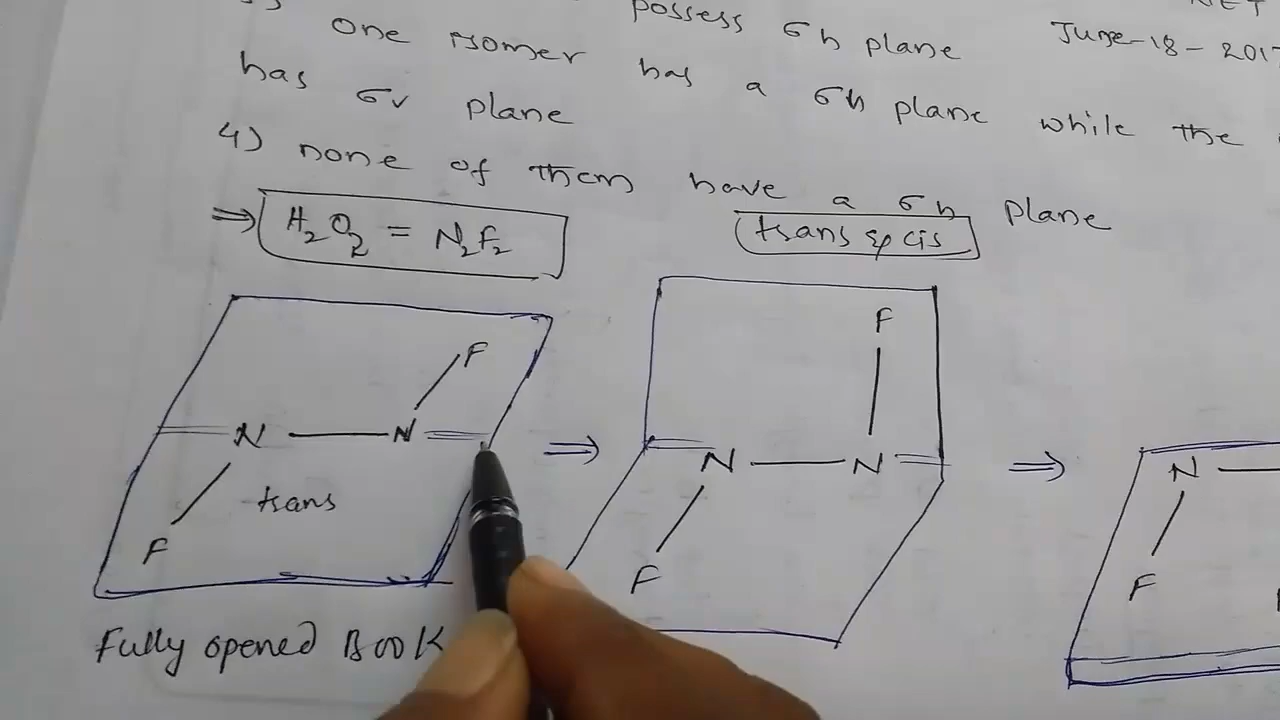 possess σh plane NET
One isomer has a σh plane while the
June-18-2017
has σv plane
4) none of them have a σh plane
⇒ H2O2 = N2F2
trans & cis
F
N — N
F
trans
Fully opened BOOK
⇒
F
N — N
F
⇒
N —
F